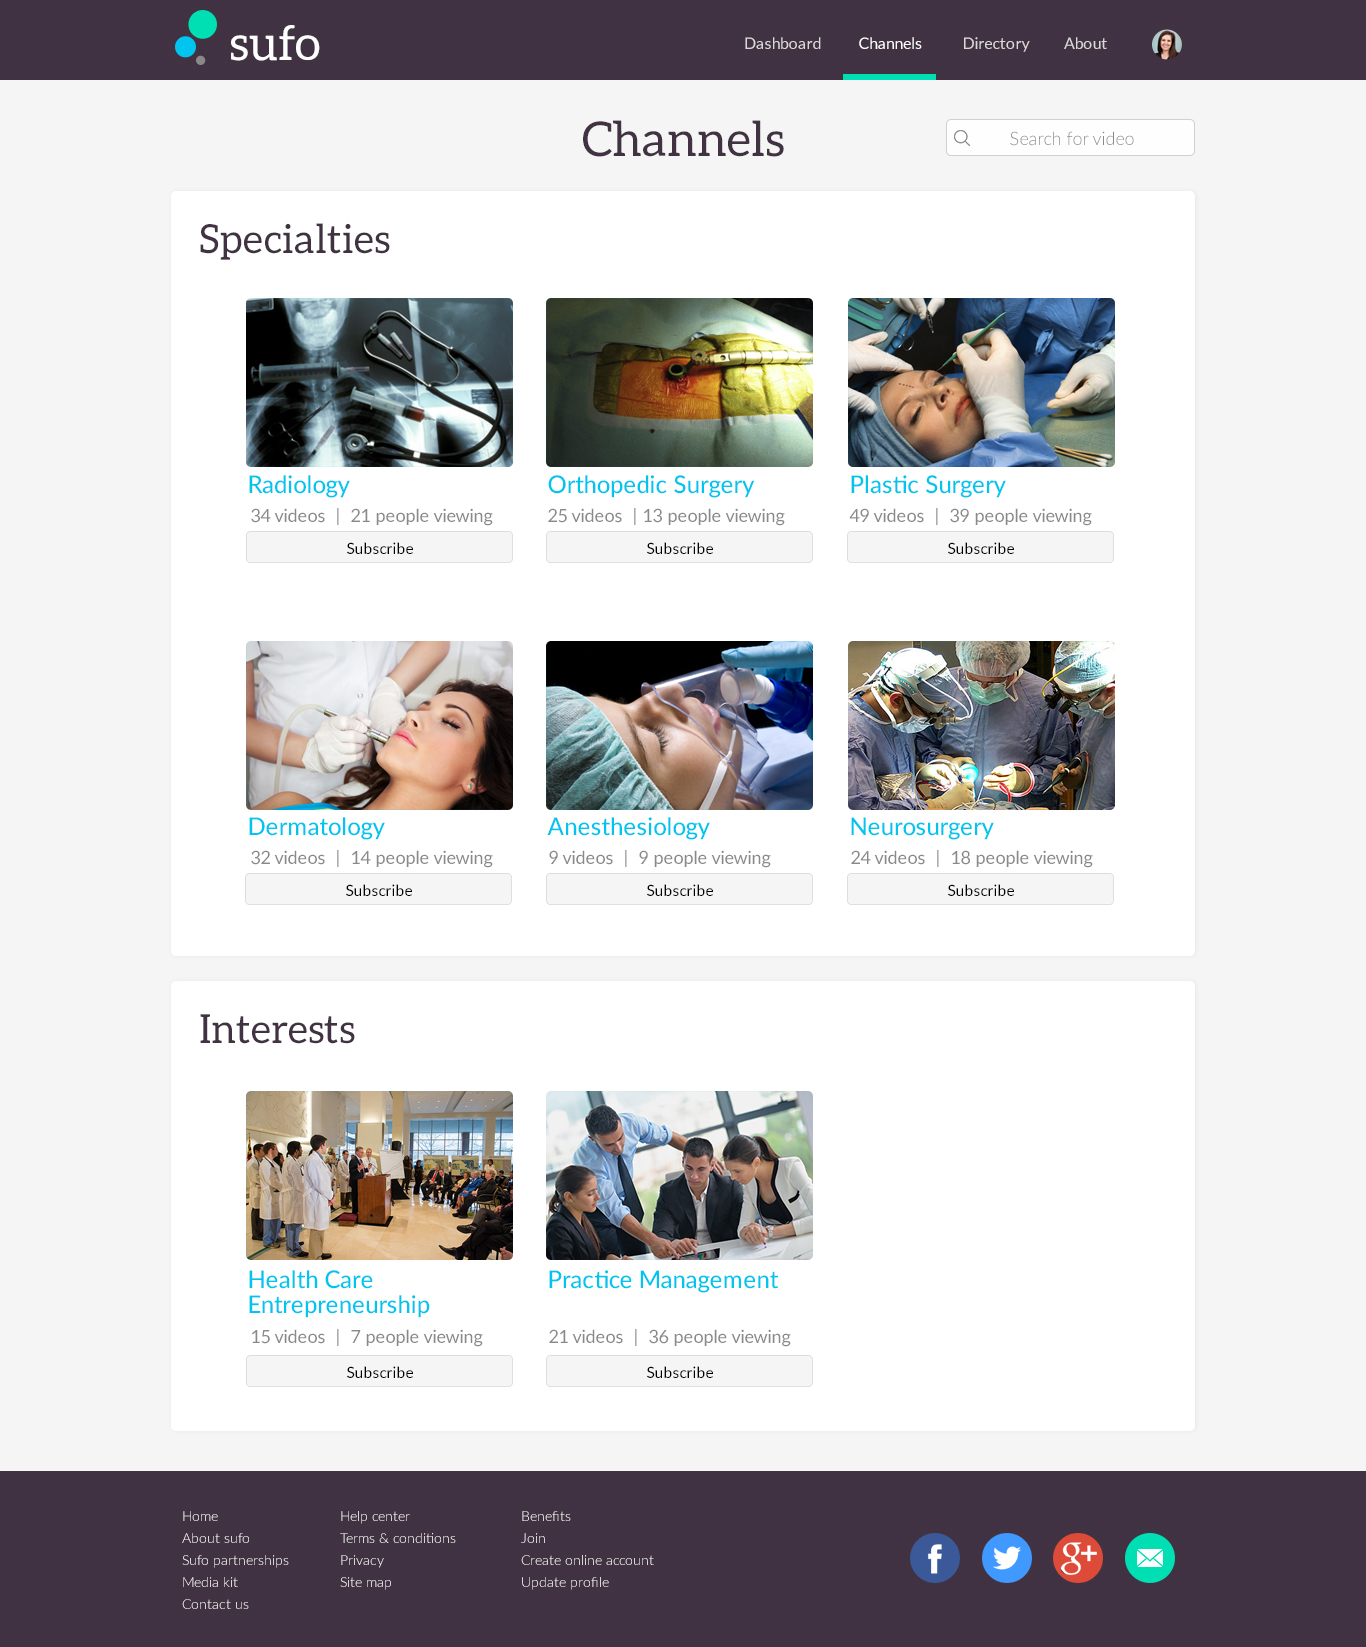 sufo
Dashboard
Channels
Directory
About
Channels
Search for video
Specialties
Radiology
34 videos | 21 people viewing
Subscribe
Orthopedic Surgery
25 videos | 13 people viewing
Subscribe
Plastic Surgery
49 videos | 39 people viewing
Subscribe
Dermatology
32 videos | 14 people viewing
Subscribe
Anesthesiology
9 videos | 9 people viewing
Subscribe
Neurosurgery
24 videos | 18 people viewing
Subscribe
Interests
Health Care
Entrepreneurship
15 videos | 7 people viewing
Subscribe
Practice Management
21 videos | 36 people viewing
Subscribe
Home
About sufo
Sufo partnerships
Media kit
Contact us
Help center
Terms & conditions
Privacy
Site map
Benefits
Join
Create online account
Update profile
f
g+